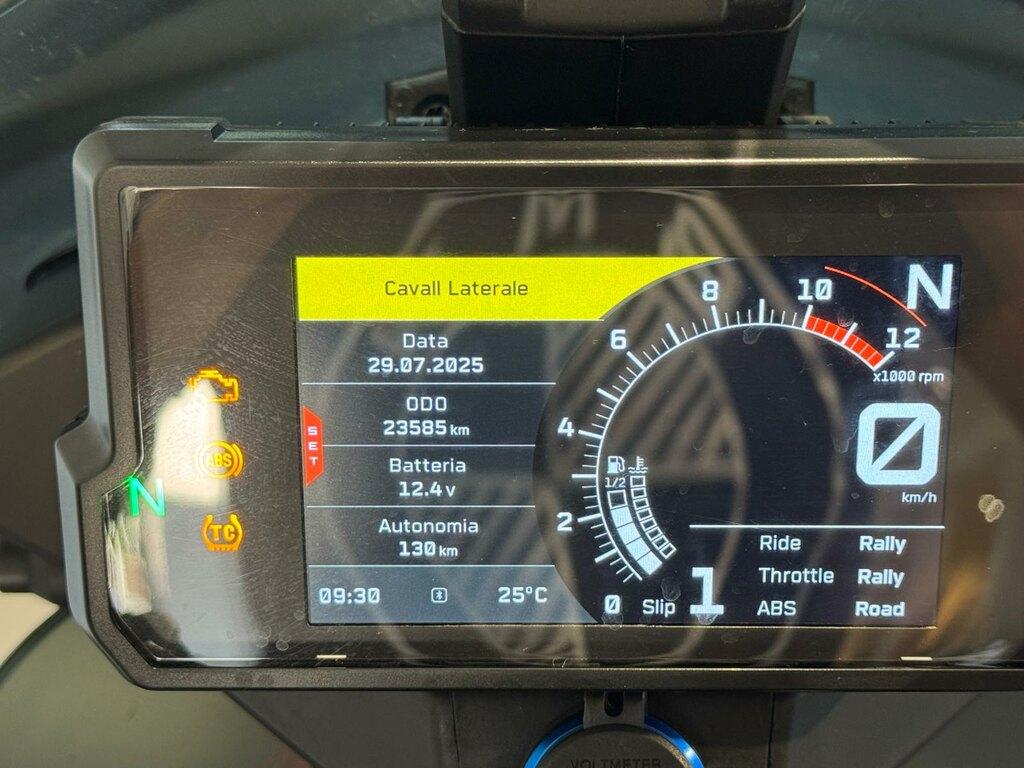 Cavall Laterale
Data
29.07.2025
ODO
23585 km
Batteria
12.4 V
Autonomia
130 km
09:30 25°C
SET
N
ABS
TC
1/2
0
2
4
6
8
10
12
x1000 rpm
N
0
km/h
Ride Rally
Throttle Rally
ABS Road
Slip 1
VOLTMETER